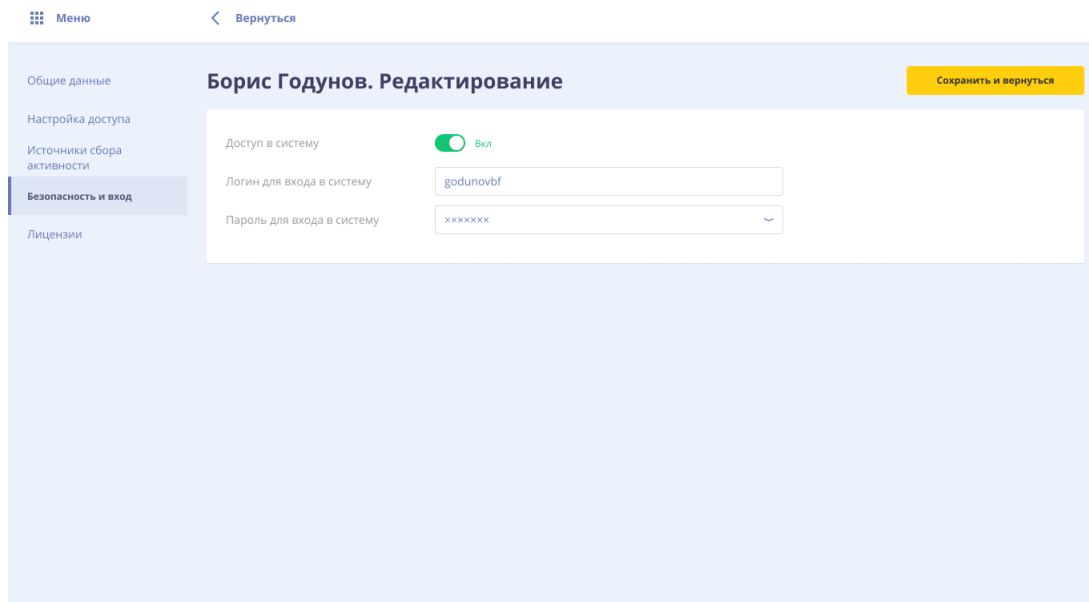 Меню
Вернуться
Общие данные
Настройка доступа
Источники сбора
активности
Безопасность и вход
Лицензии
Борис Годунов. Редактирование
Сохранить и вернуться
Доступ в систему
Вкл
Логин для входа в систему
godunovbf
Пароль для входа в систему
×××××××